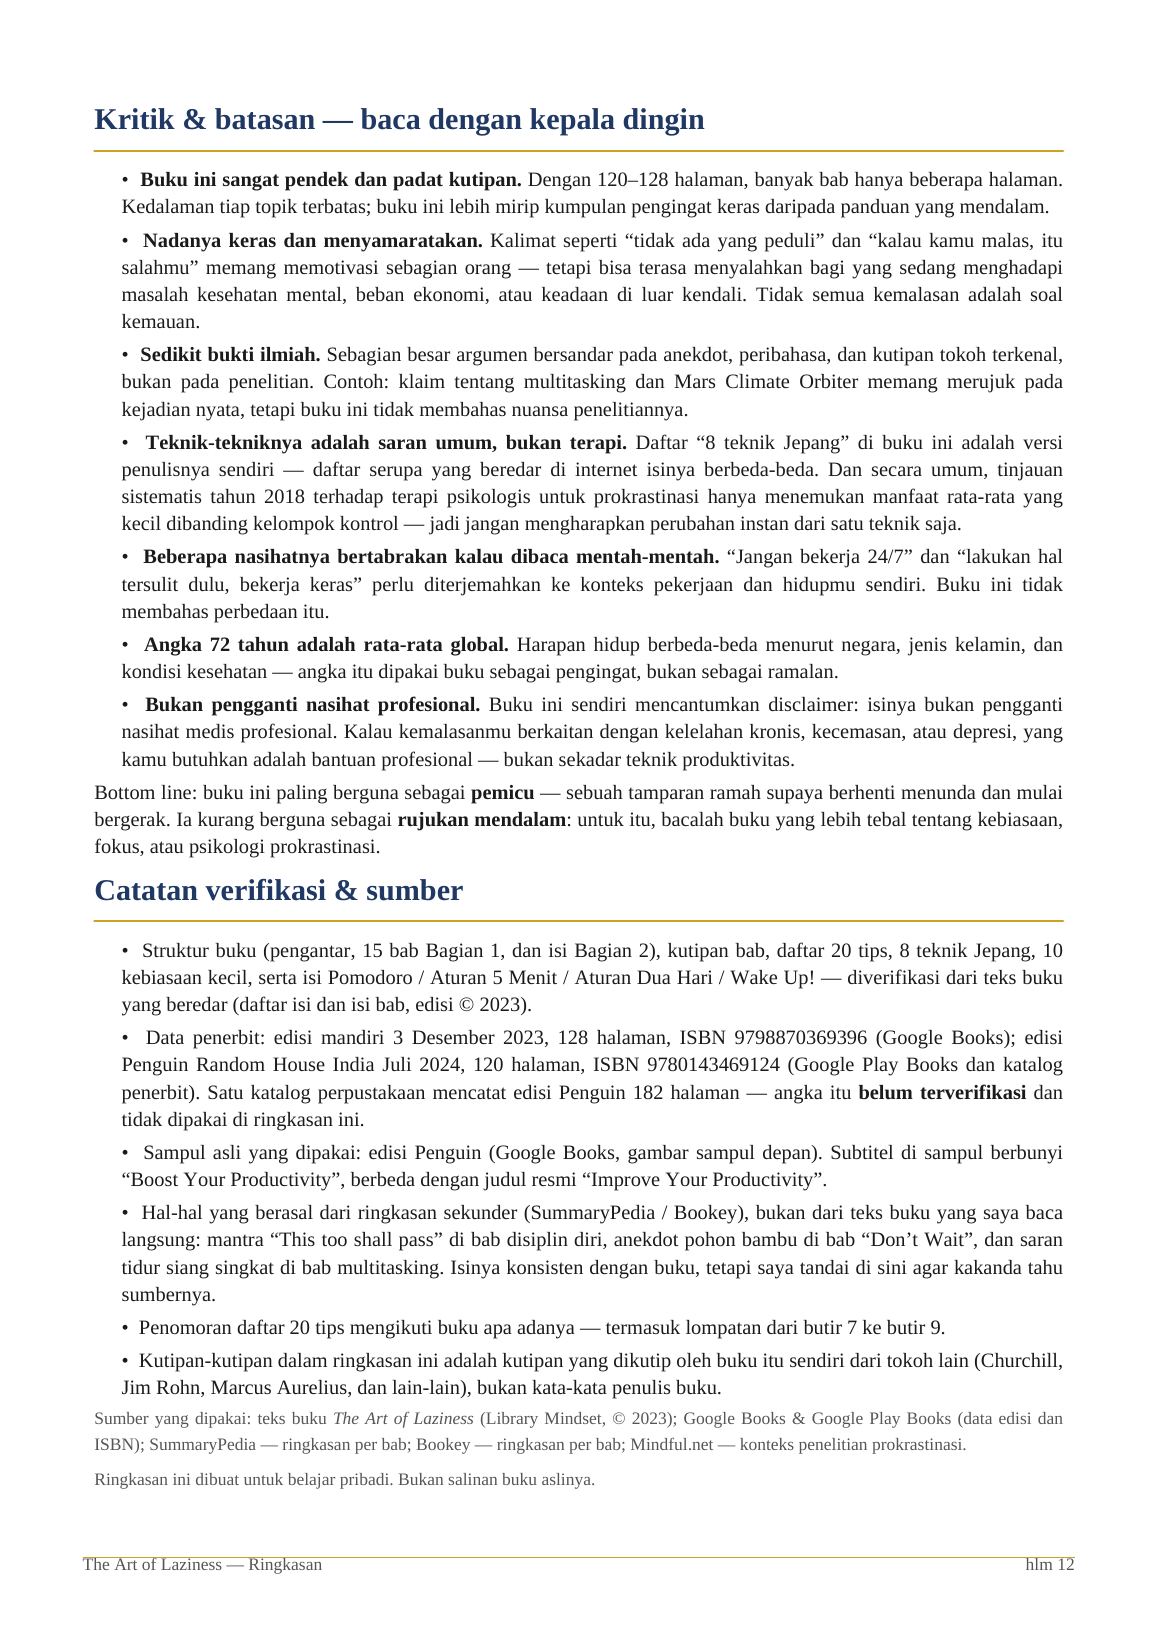 Kritik & batasan — baca dengan kepala dingin
• Buku ini sangat pendek dan padat kutipan. Dengan 120–128 halaman, banyak bab hanya beberapa halaman.
Kedalaman tiap topik terbatas; buku ini lebih mirip kumpulan pengingat keras daripada panduan yang mendalam.
• Nadanya keras dan menyamaratakan. Kalimat seperti “tidak ada yang peduli” dan “kalau kamu malas, itu
salahmu” memang memotivasi sebagian orang — tetapi bisa terasa menyalahkan bagi yang sedang menghadapi
masalah kesehatan mental, beban ekonomi, atau keadaan di luar kendali. Tidak semua kemalasan adalah soal
kemauan.
• Sedikit bukti ilmiah. Sebagian besar argumen bersandar pada anekdot, peribahasa, dan kutipan tokoh terkenal,
bukan pada penelitian. Contoh: klaim tentang multitasking dan Mars Climate Orbiter memang merujuk pada
kejadian nyata, tetapi buku ini tidak membahas nuansa penelitiannya.
• Teknik-tekniknya adalah saran umum, bukan terapi. Daftar “8 teknik Jepang” di buku ini adalah versi
penulisnya sendiri — daftar serupa yang beredar di internet isinya berbeda-beda. Dan secara umum, tinjauan
sistematis tahun 2018 terhadap terapi psikologis untuk prokrastinasi hanya menemukan manfaat rata-rata yang
kecil dibanding kelompok kontrol — jadi jangan mengharapkan perubahan instan dari satu teknik saja.
• Beberapa nasihatnya bertabrakan kalau dibaca mentah-mentah. “Jangan bekerja 24/7” dan “lakukan hal
tersulit dulu, bekerja keras” perlu diterjemahkan ke konteks pekerjaan dan hidupmu sendiri. Buku ini tidak
membahas perbedaan itu.
• Angka 72 tahun adalah rata-rata global. Harapan hidup berbeda-beda menurut negara, jenis kelamin, dan
kondisi kesehatan — angka itu dipakai buku sebagai pengingat, bukan sebagai ramalan.
• Bukan pengganti nasihat profesional. Buku ini sendiri mencantumkan disclaimer: isinya bukan pengganti
nasihat medis profesional. Kalau kemalasanmu berkaitan dengan kelelahan kronis, kecemasan, atau depresi, yang
kamu butuhkan adalah bantuan profesional — bukan sekadar teknik produktivitas.
Bottom line: buku ini paling berguna sebagai pemicu — sebuah tamparan ramah supaya berhenti menunda dan mulai
bergerak. Ia kurang berguna sebagai rujukan mendalam: untuk itu, bacalah buku yang lebih tebal tentang kebiasaan,
fokus, atau psikologi prokrastinasi.
Catatan verifikasi & sumber
• Struktur buku (pengantar, 15 bab Bagian 1, dan isi Bagian 2), kutipan bab, daftar 20 tips, 8 teknik Jepang, 10
kebiasaan kecil, serta isi Pomodoro / Aturan 5 Menit / Aturan Dua Hari / Wake Up! — diverifikasi dari teks buku
yang beredar (daftar isi dan isi bab, edisi © 2023).
• Data penerbit: edisi mandiri 3 Desember 2023, 128 halaman, ISBN 9798870369396 (Google Books); edisi
Penguin Random House India Juli 2024, 120 halaman, ISBN 9780143469124 (Google Play Books dan katalog
penerbit). Satu katalog perpustakaan mencatat edisi Penguin 182 halaman — angka itu belum terverifikasi dan
tidak dipakai di ringkasan ini.
• Sampul asli yang dipakai: edisi Penguin (Google Books, gambar sampul depan). Subtitel di sampul berbunyi
“Boost Your Productivity”, berbeda dengan judul resmi “Improve Your Productivity”.
• Hal-hal yang berasal dari ringkasan sekunder (SummaryPedia / Bookey), bukan dari teks buku yang saya baca
langsung: mantra “This too shall pass” di bab disiplin diri, anekdot pohon bambu di bab “Don’t Wait”, dan saran
tidur siang singkat di bab multitasking. Isinya konsisten dengan buku, tetapi saya tandai di sini agar kakanda tahu
sumbernya.
• Penomoran daftar 20 tips mengikuti buku apa adanya — termasuk lompatan dari butir 7 ke butir 9.
• Kutipan-kutipan dalam ringkasan ini adalah kutipan yang dikutip oleh buku itu sendiri dari tokoh lain (Churchill,
Jim Rohn, Marcus Aurelius, dan lain-lain), bukan kata-kata penulis buku.
Sumber yang dipakai: teks buku The Art of Laziness (Library Mindset, © 2023); Google Books & Google Play Books (data edisi dan
ISBN); SummaryPedia — ringkasan per bab; Bookey — ringkasan per bab; Mindful.net — konteks penelitian prokrastinasi.
Ringkasan ini dibuat untuk belajar pribadi. Bukan salinan buku aslinya.
The Art of Laziness — Ringkasan
hlm 12